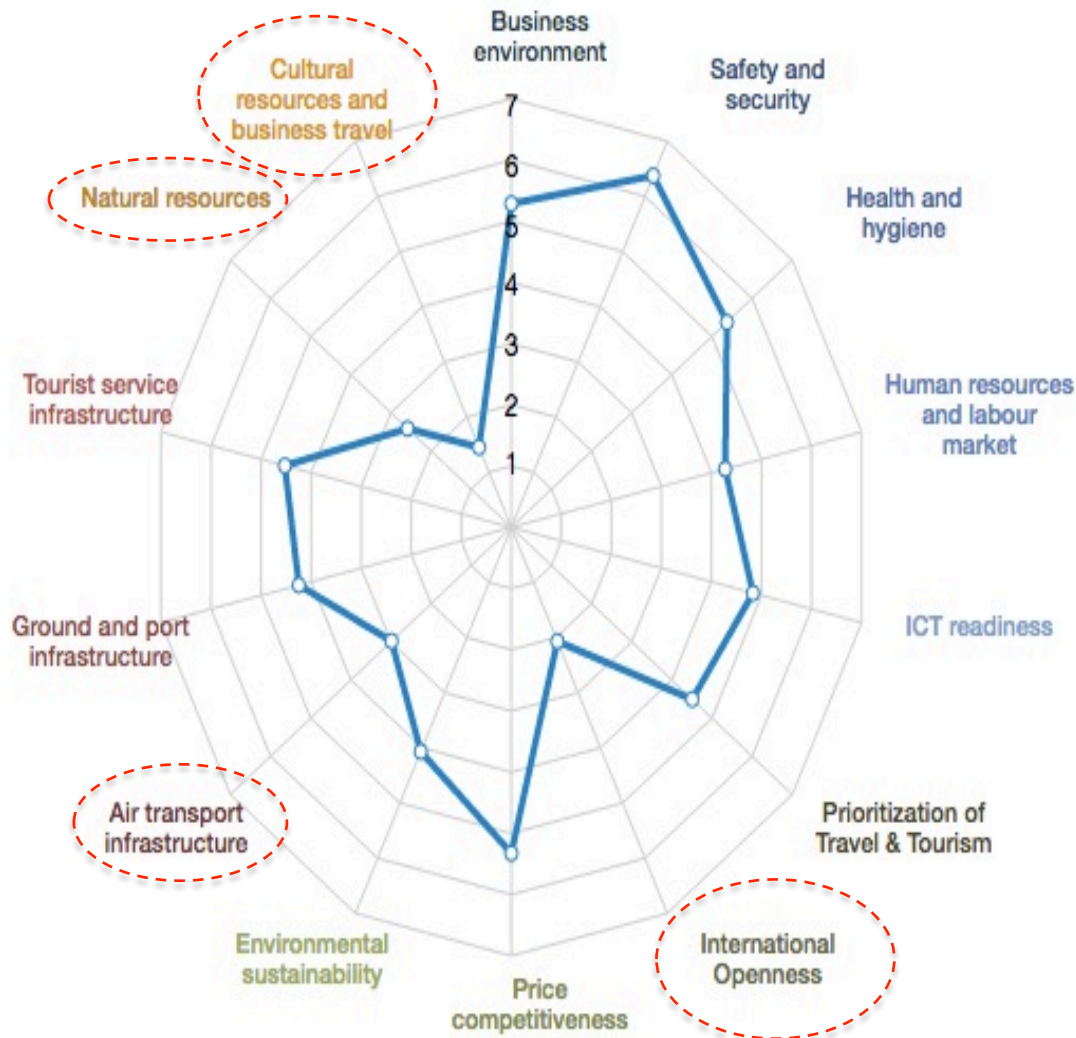 Business
environment
Cultural
resources and
business travel
Safety and
security
7
6
5
4
3
2
1
Natural resources
Health and
hygiene
Tourist service
infrastructure
Human resources
and labour
market
Ground and port
infrastructure
ICT readiness
Air transport
infrastructure
Prioritization of
Travel & Tourism
Environmental
sustainability
International
Openness
Price
competitiveness